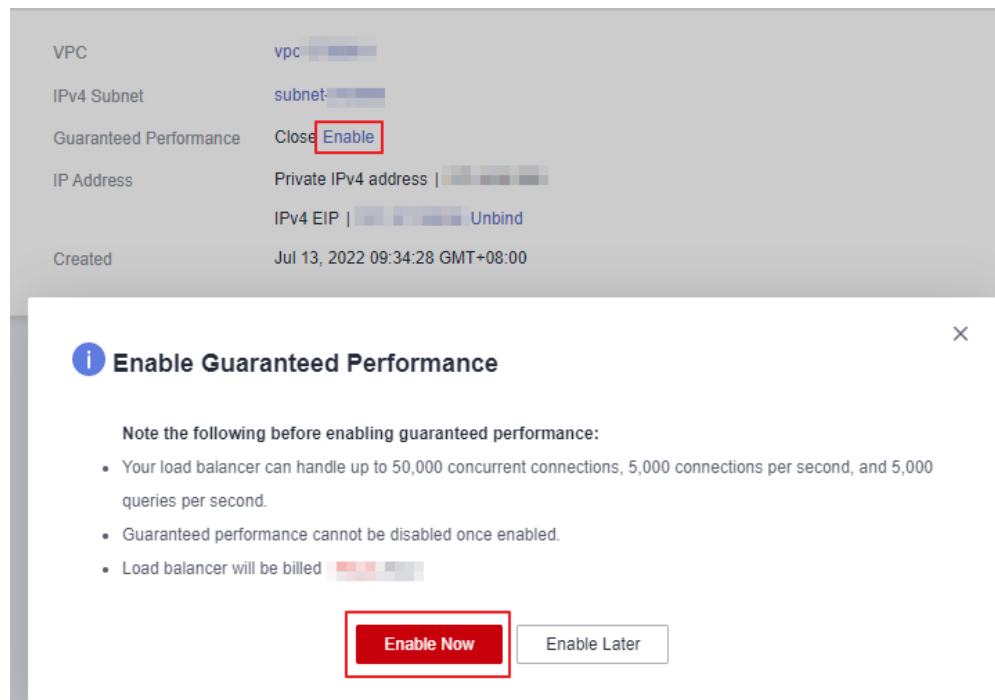 VPC vpc
IPv4 Subnet subnet-
Guaranteed Performance Close Enable
IP Address Private IPv4 address |
IPv4 EIP | Unbind
Created Jul 13, 2022 09:34:28 GMT+08:00
Enable Guaranteed Performance
Note the following before enabling guaranteed performance:
• Your load balancer can handle up to 50,000 concurrent connections, 5,000 connections per second, and 5,000
queries per second.
• Guaranteed performance cannot be disabled once enabled.
• Load balancer will be billed
Enable Now Enable Later